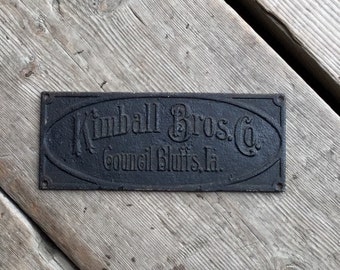 Kimball Bros. Co.
Council Bluffs, Ia.